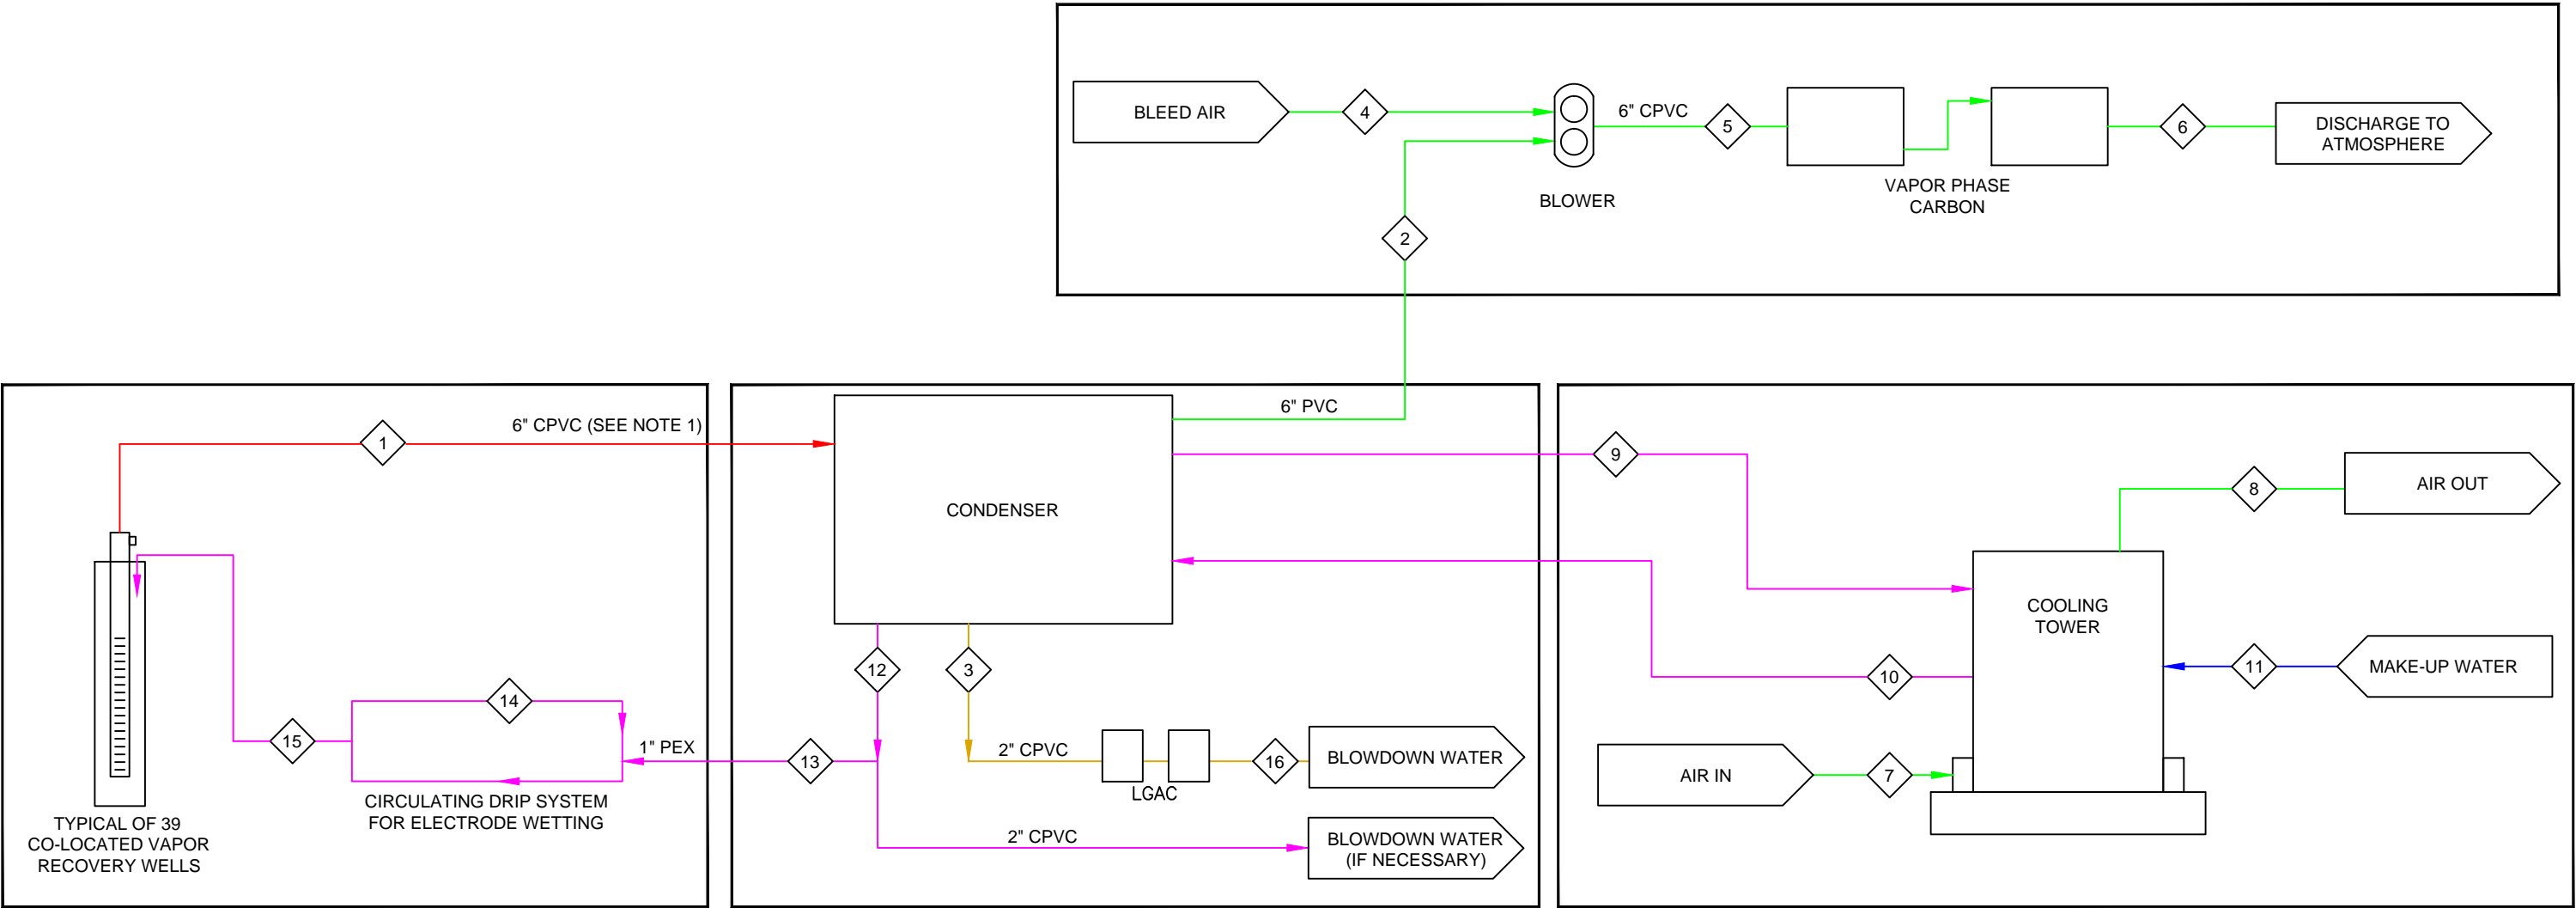 BLEED AIR
4
6" CPVC
5
6
DISCHARGE TO
ATMOSPHERE
BLOWER
VAPOR PHASE
CARBON
2
1
6" CPVC (SEE NOTE 1)
TYPICAL OF 39
CO-LOCATED VAPOR
RECOVERY WELLS
15
14
CIRCULATING DRIP SYSTEM
FOR ELECTRODE WETTING
1" PEX
6" PVC
CONDENSER
12
3
13
2" CPVC
LGAC
16
BLOWDOWN WATER
2" CPVC
BLOWDOWN WATER
(IF NECESSARY)
9
8
AIR OUT
COOLING
TOWER
10
11
MAKE-UP WATER
AIR IN
7